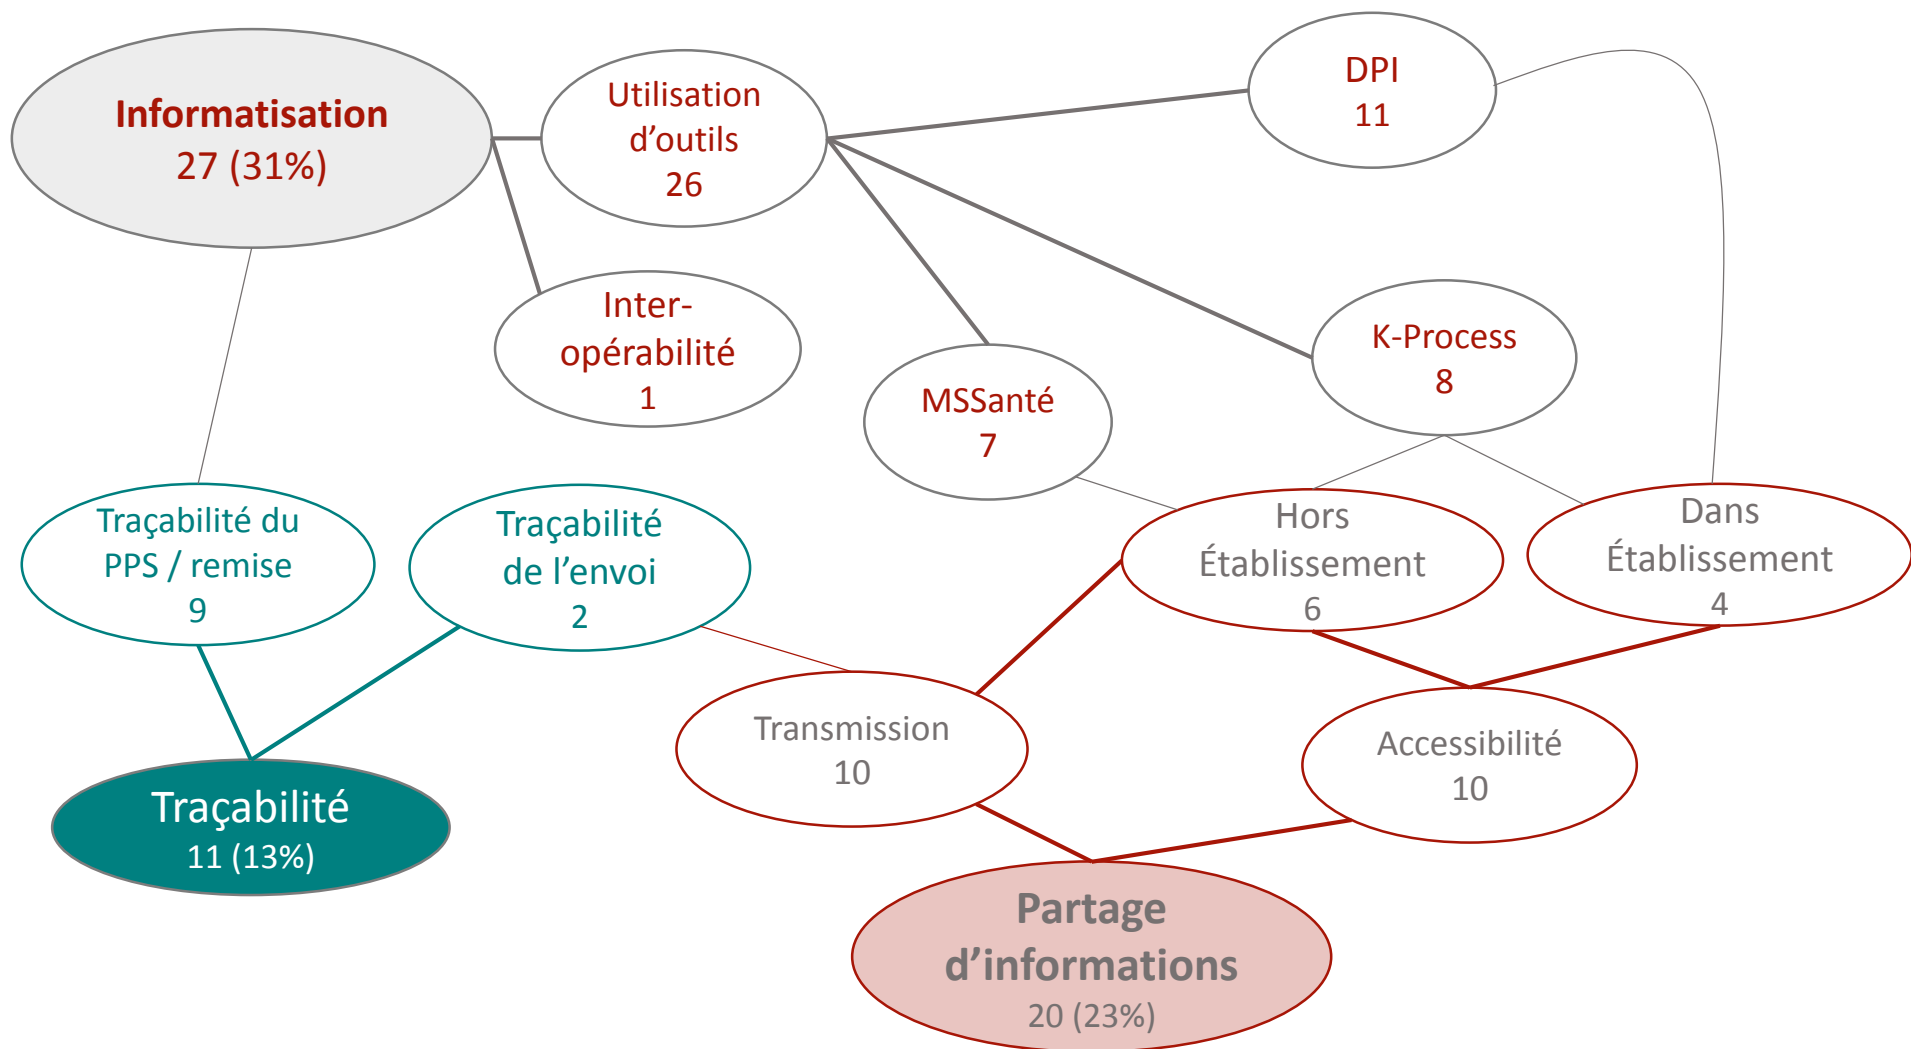 Informatisation
27 (31%)
Utilisation
d’outils
26
DPI
11
Inter-
opérabilité
1
MSSanté
7
K-Process
8
Traçabilité du
PPS / remise
9
Traçabilité
de l’envoi
2
Hors
Établissement
6
Dans
Établissement
4
Transmission
10
Accessibilité
10
Traçabilité
11 (13%)
Partage
d’informations
20 (23%)